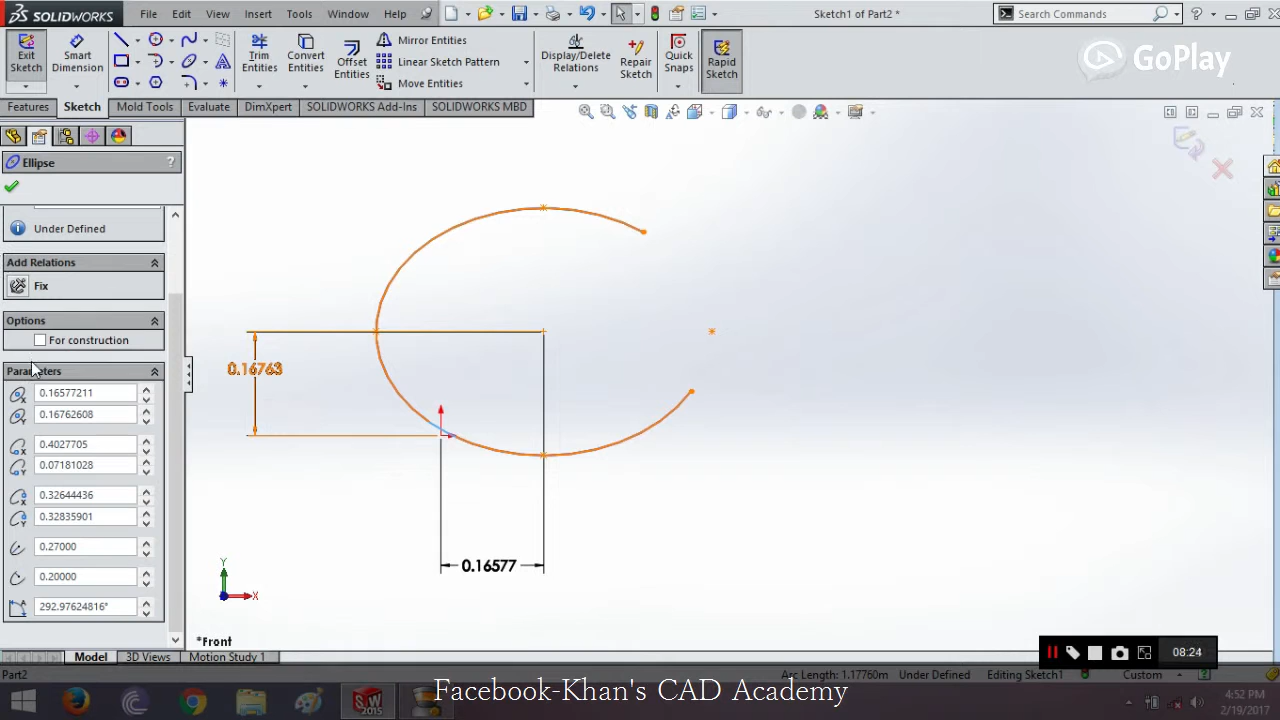 SOLIDWORKS File Edit View Insert Tools Window Help Sketch1 of Part2 * Search Commands
GoPlay
Exit Sketch
Smart Dimension
Trim Entities
Convert Entities
Offset Entities
Mirror Entities
Linear Sketch Pattern
Move Entities
Display/Delete Relations
Repair Sketch
Quick Snaps
Rapid Sketch
Features Sketch Mold Tools Evaluate DimXpert SOLIDWORKS Add-Ins SOLIDWORKS MBD
Ellipse ?
Under Defined
Add Relations
Fix
Options
For construction
Parameters
0.16577211
0.16762608
0.4027705
0.07181028
0.32644436
0.32835901
0.27000
0.20000
292.97624816°
0.16763
0.16577
Y
X
*Front
Model 3D Views Motion Study 1
08:24
Part2 Arc Length: 1.17760m Under Defined Editing Sketch1 Custom
Facebook-Khan's CAD Academy
SW 2015
4:52 PM
2/19/2017